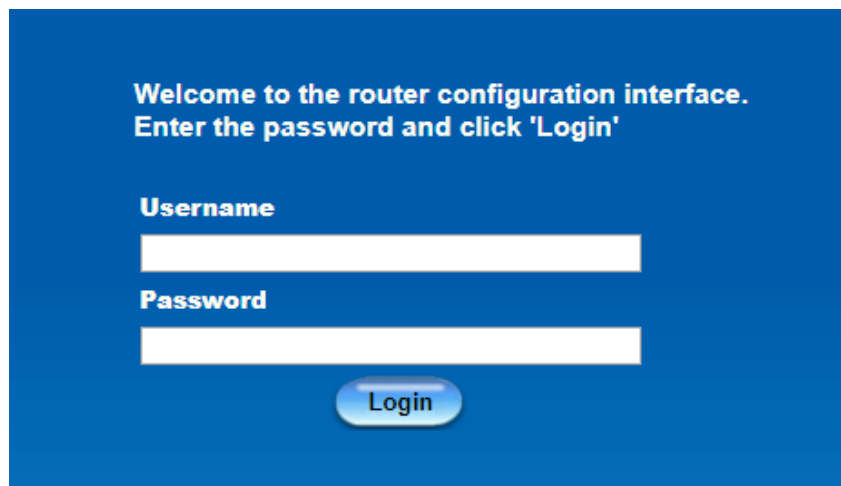 Welcome to the router configuration interface.
Enter the password and click 'Login'
Username
Password
Login